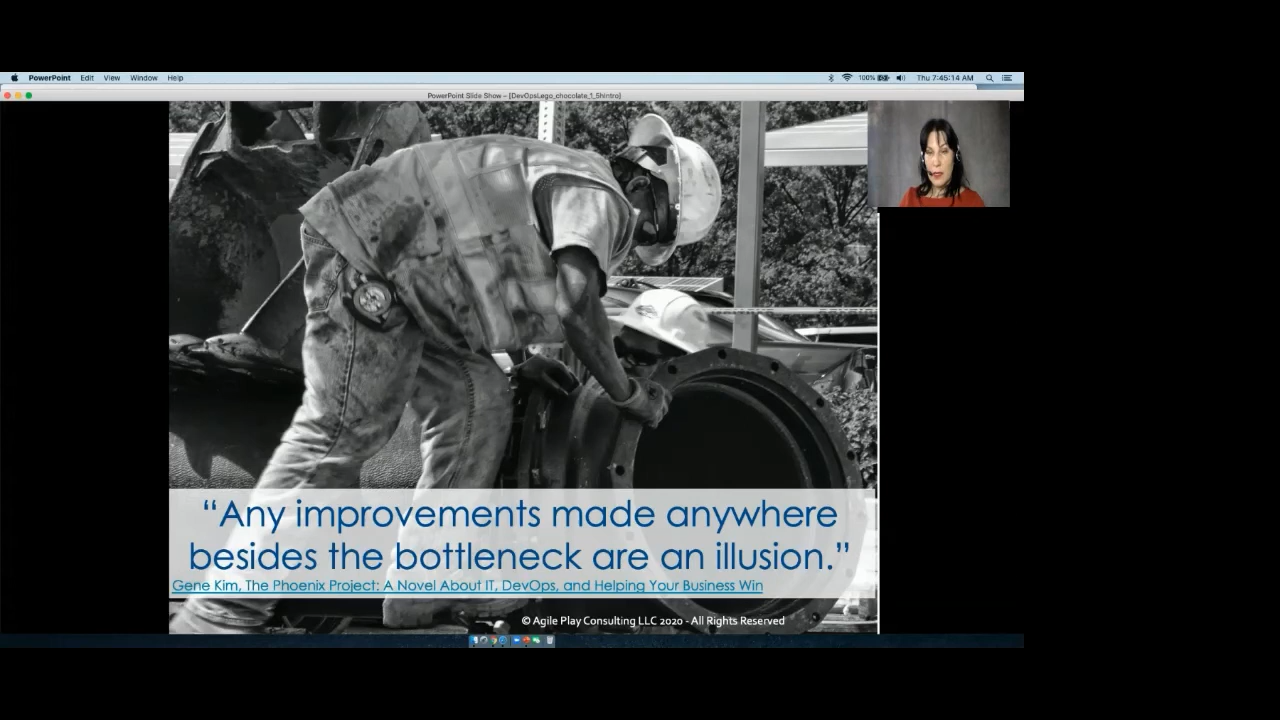 PowerPoint Edit View Window Help
100% Thu 7:45:14 AM
PowerPoint Slide Show - [DevOpsLego_chocolate_1_5hIntro]
“Any improvements made anywhere
besides the bottleneck are an illusion.”
Gene Kim, The Phoenix Project: A Novel About IT, DevOps, and Helping Your Business Win
© Agile Play Consulting LLC 2020 - All Rights Reserved